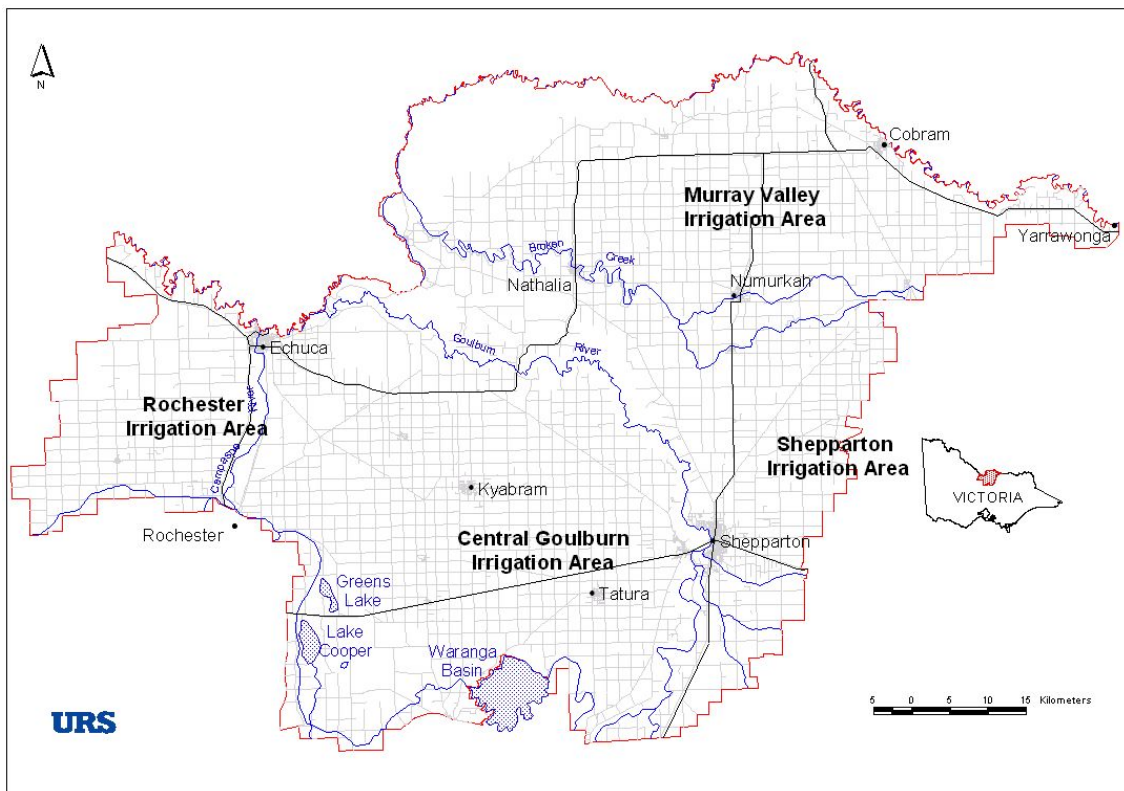 N
Cobram
Murray Valley
Irrigation Area
Yarrawonga
Broken
Creek
Nathalia
Numurkah
Goulburn
River
Echuca
Rochester
Irrigation Area
Campaspe
River
Shepparton
Irrigation Area
VICTORIA
Kyabram
Rochester
Central Goulburn
Irrigation Area
Shepparton
Greens
Lake
Tatura
Lake
Cooper
Waranga
Basin
5 0 5 10 15 Kilometers
URS